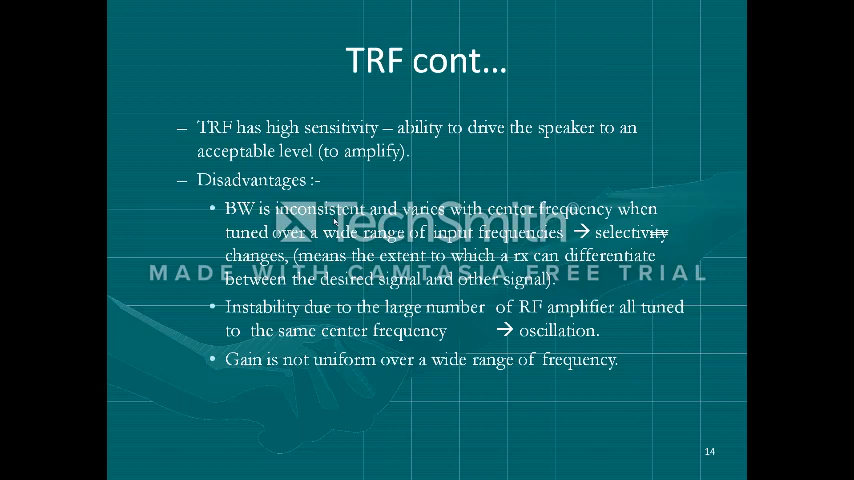 TRF cont...
– TRF has high sensitivity – ability to drive the speaker to an
acceptable level (to amplify).
– Disadvantages :-
• BW is inconsistent and varies with center frequency when
tuned over a wide range of input frequencies → selectivity
changes, (means the extent to which a rx can differentiate
between the desired signal and other signal).
• Instability due to the large number of RF amplifier all tuned
to the same center frequency → oscillation.
• Gain is not uniform over a wide range of frequency.
TechSmith®
MADE WITH CAMTASIA FREE TRIAL
14